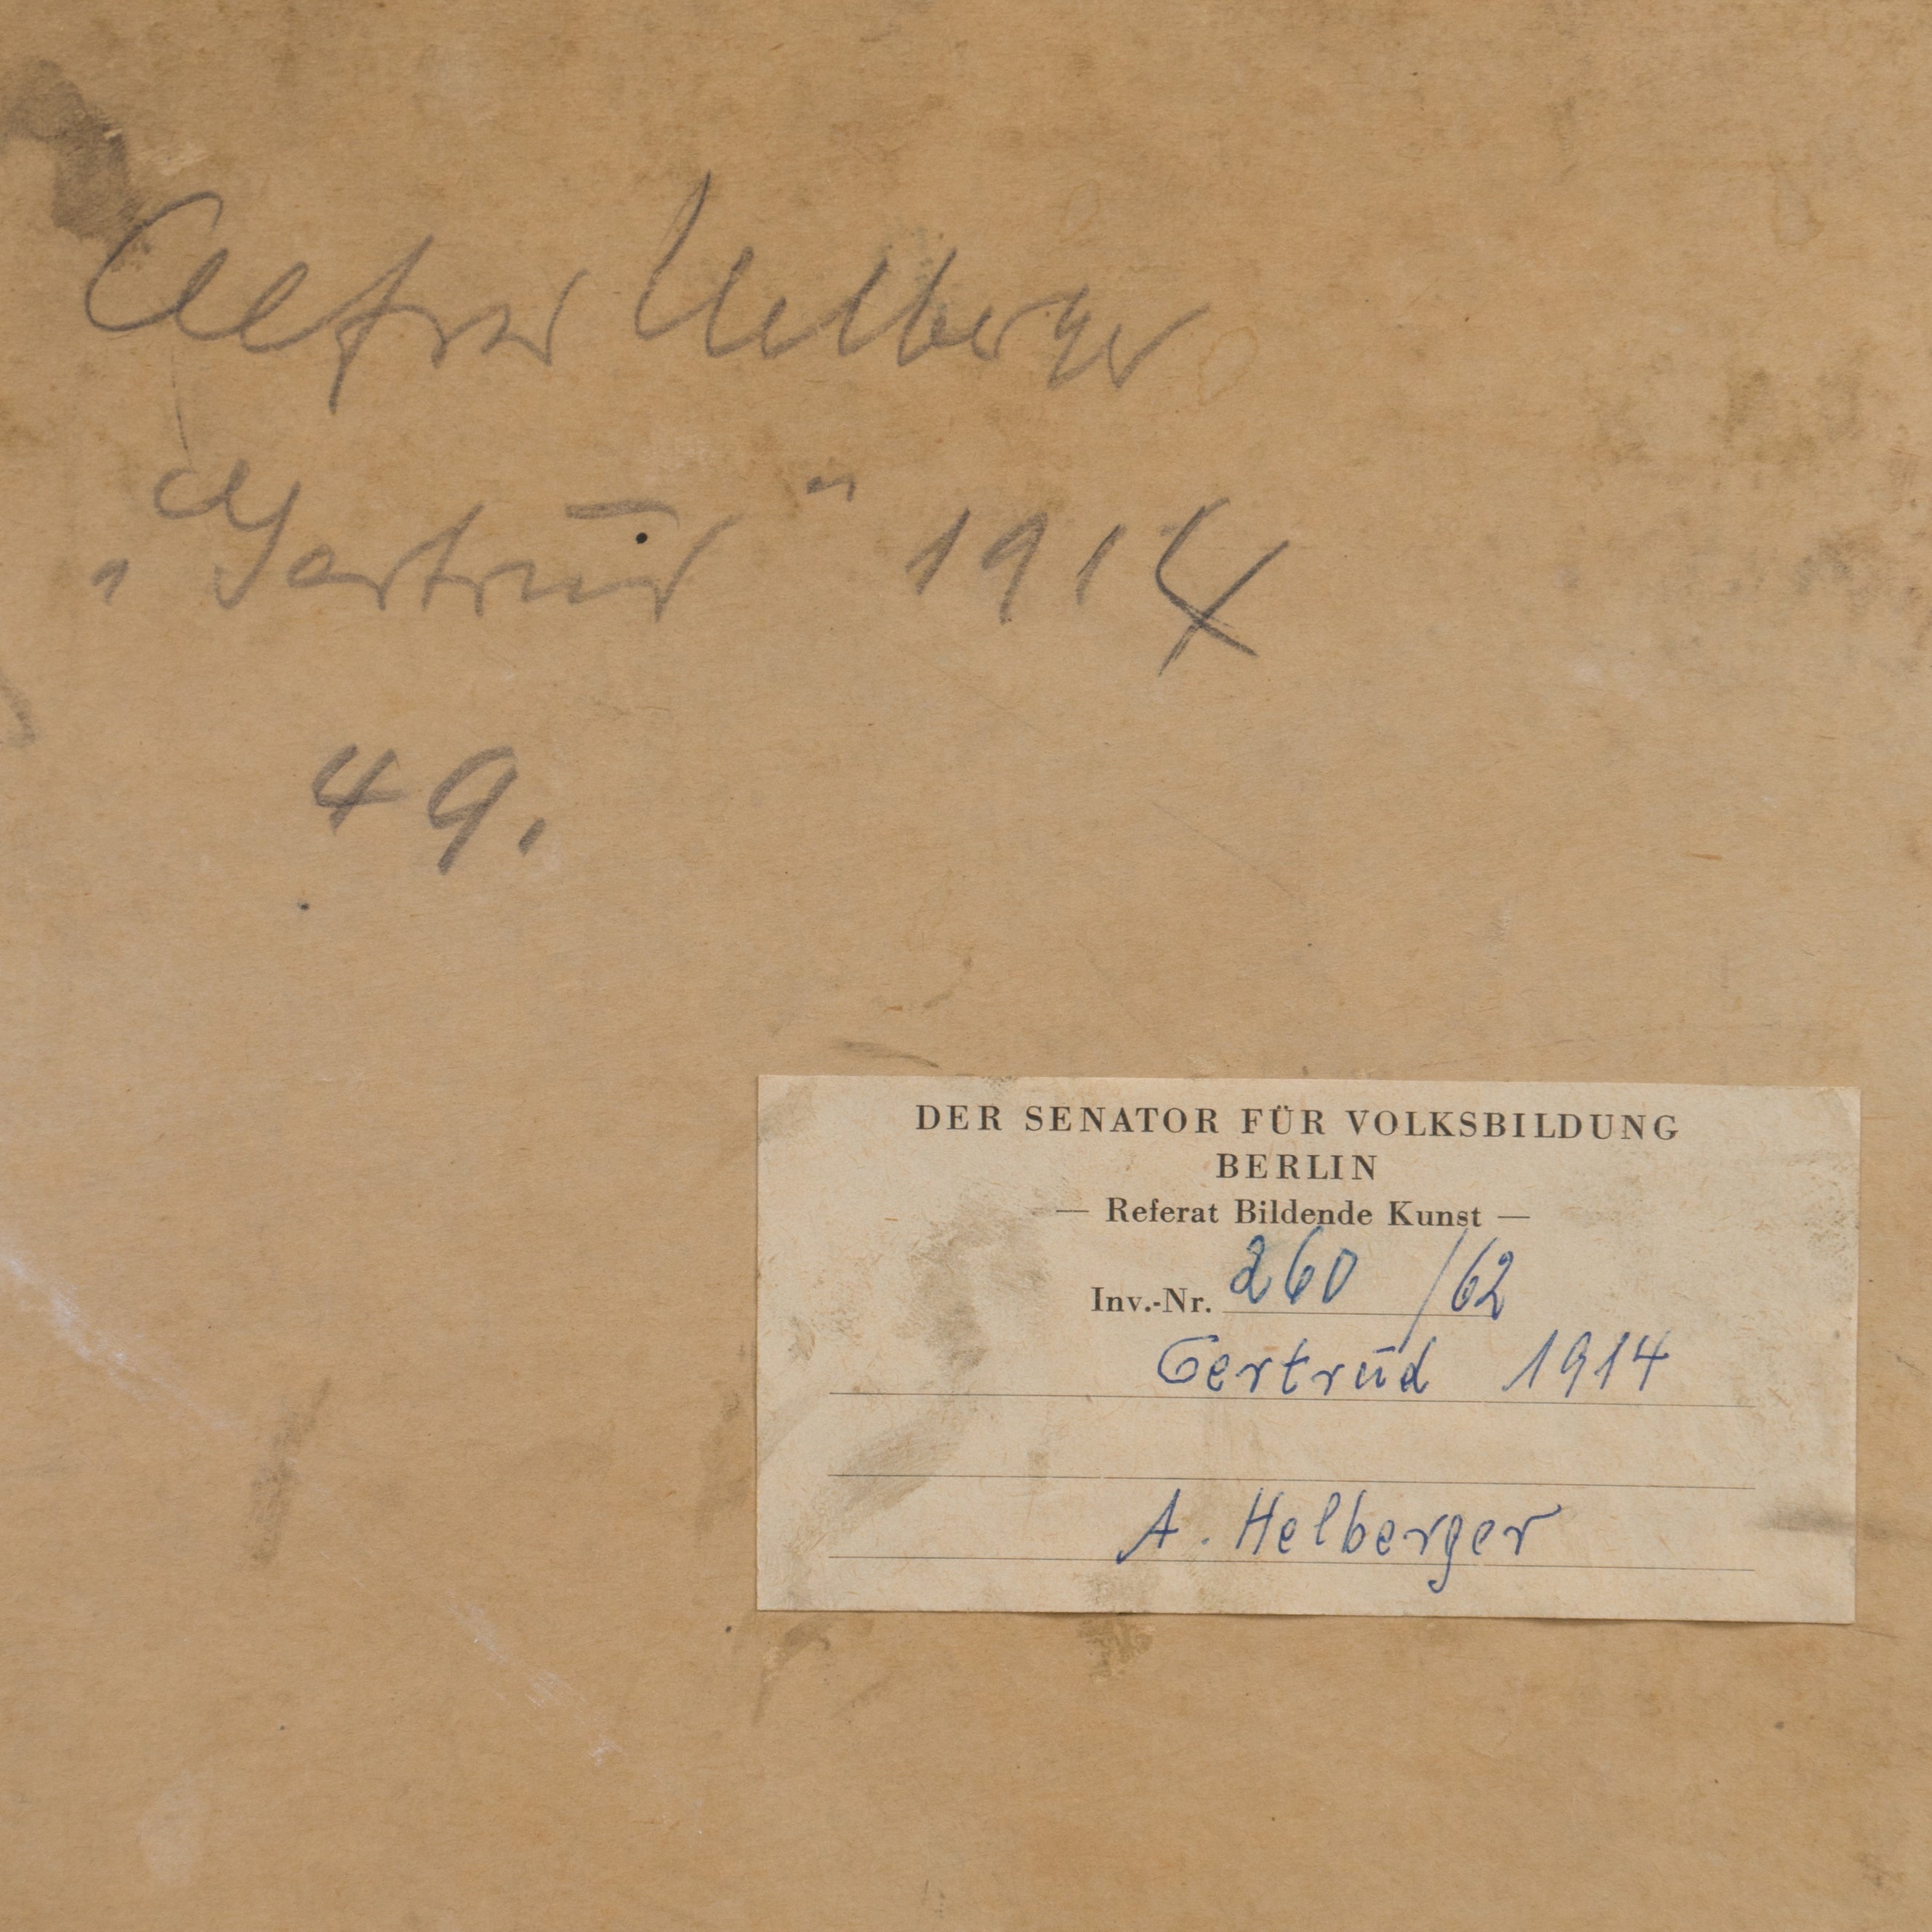 Alfred Helberger
„Gertrud" 1914
49.
DER SENATOR FÜR VOLKSBILDUNG
BERLIN
— Referat Bildende Kunst —
Inv.-Nr. 260 /62
Gertrūd 1914
A. Helberger